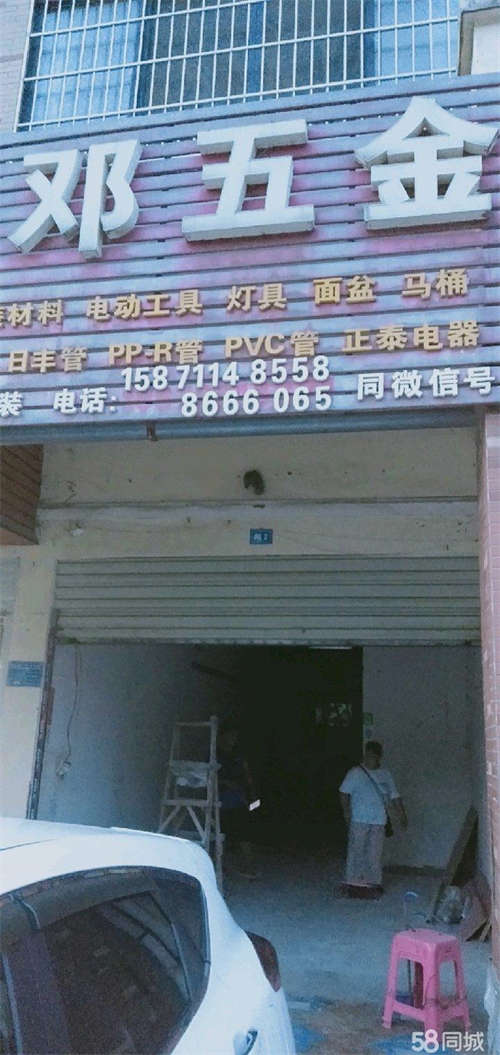 邓五金
材料 电动工具 灯具 面盆 马桶
日丰管 PP-R管 PVC管 正泰电器
装 电话: 158 7114 8558
8666 065 同微信号
58同城